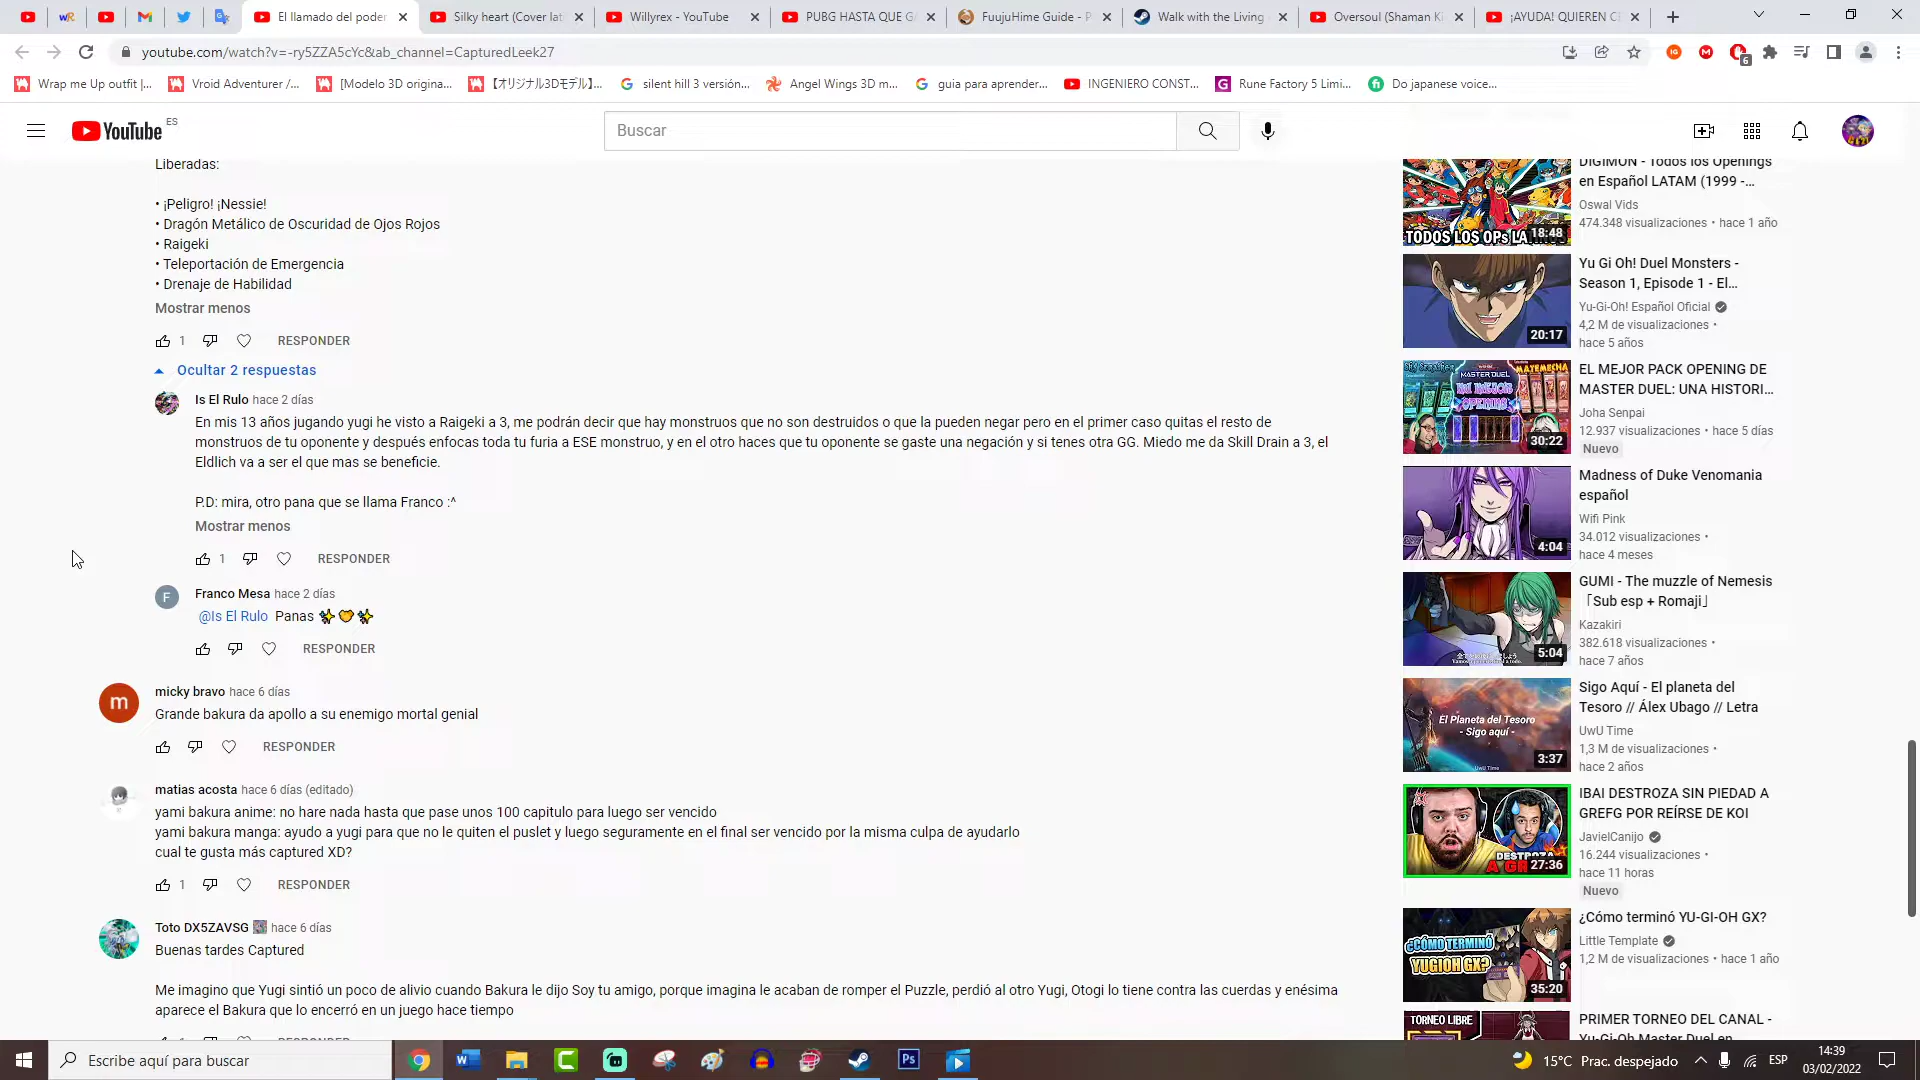 El llamado del poder
Silky heart (Cover lat
Willyrex - YouTube
PUBG HASTA QUE G
FuujuHime Guide - P
Walk with the Living
Oversoul (Shaman K
¡AYUDA! QUIEREN C
youtube.com/watch?v=-ry5ZZA5cYc&ab_channel=CapturedLeek27
6
Wrap me Up outfit |...
Vroid Adventurer /...
[Modelo 3D origina...
【オリジナル3Dモデル】...
silent hill 3 versión...
Angel Wings 3D m...
guia para aprender...
INGENIERO CONST...
Rune Factory 5 Limi...
Do japanese voice...
YouTube ES
Buscar
Liberadas:
• ¡Peligro! ¡Nessie!
• Dragón Metálico de Oscuridad de Ojos Rojos
• Raigeki
• Teleportación de Emergencia
• Drenaje de Habilidad
Mostrar menos
1 RESPONDER
Ocultar 2 respuestas
Is El Rulo hace 2 días
En mis 13 años jugando yugi he visto a Raigeki a 3, me podrán decir que hay monstruos que no son destruidos o que la pueden negar pero en el primer caso quitas el resto de
monstruos de tu oponente y después enfocas toda tu furia a ESE monstruo, y en el otro haces que tu oponente se gaste una negación y si tenes otra GG. Miedo me da Skill Drain a 3, el
Eldlich va a ser el que mas se beneficie.
P.D: mira, otro pana que se llama Franco :^
Mostrar menos
1 RESPONDER
F
Franco Mesa hace 2 días
@Is El Rulo Panas ✨🤝✨
RESPONDER
m
micky bravo hace 6 días
Grande bakura da apollo a su enemigo mortal genial
RESPONDER
matias acosta hace 6 días (editado)
yami bakura anime: no hare nada hasta que pase unos 100 capitulo para luego ser vencido
yami bakura manga: ayudo a yugi para que no le quiten el puslet y luego seguramente en el final ser vencido por la misma culpa de ayudarlo
cual te gusta más captured XD?
1 RESPONDER
Toto DX5ZAVSG hace 6 días
Buenas tardes Captured
Me imagino que Yugi sintió un poco de alivio cuando Bakura le dijo Soy tu amigo, porque imagina le acaban de romper el Puzzle, perdió al otro Yugi, Otogi lo tiene contra las cuerdas y enésima
aparece el Bakura que lo encerró en un juego hace tiempo
TODOS LOS OPs LA
18:48
DIGIMON - Todos los Openings
en Español LATAM (1999 -...
Oswal Vids
474.348 visualizaciones • hace 1 año
20:17
Yu Gi Oh! Duel Monsters -
Season 1, Episode 1 - El...
Yu-Gi-Oh! Español Oficial
4,2 M de visualizaciones •
hace 5 años
MASTER DUEL
MAYEMECHA
OPENING
30:22
EL MEJOR PACK OPENING DE
MASTER DUEL: UNA HISTORI...
Joha Senpai
12.937 visualizaciones • hace 5 días
Nuevo
4:04
Madness of Duke Venomania
español
Wifi Pink
34.012 visualizaciones •
hace 4 meses
5:04
GUMI - The muzzle of Nemesis
「Sub esp + Romaji」
Kazakiri
382.618 visualizaciones •
hace 7 años
El Planeta del Tesoro
- Sigo aquí -
UwU Time
3:37
Sigo Aquí - El planeta del
Tesoro // Álex Ubago // Letra
UwU Time
1,3 M de visualizaciones •
hace 2 años
DESTROZA
A GR
27:36
IBAI DESTROZA SIN PIEDAD A
GREFG POR REÍRSE DE KOI
JavielCanijo
16.244 visualizaciones •
hace 11 horas
Nuevo
¿CÓMO TERMINÓ
YUGIOH GX?
35:20
¿Cómo terminó YU-GI-OH GX?
Little Template
1,2 M de visualizaciones • hace 1 año
TORNEO LIBRE
PRIMER TORNEO DEL CANAL -
Yu-Gi-Oh Master Duel en
Escribe aquí para buscar
Ps
15°C Prac. despejado
ESP
14:39
03/02/2022